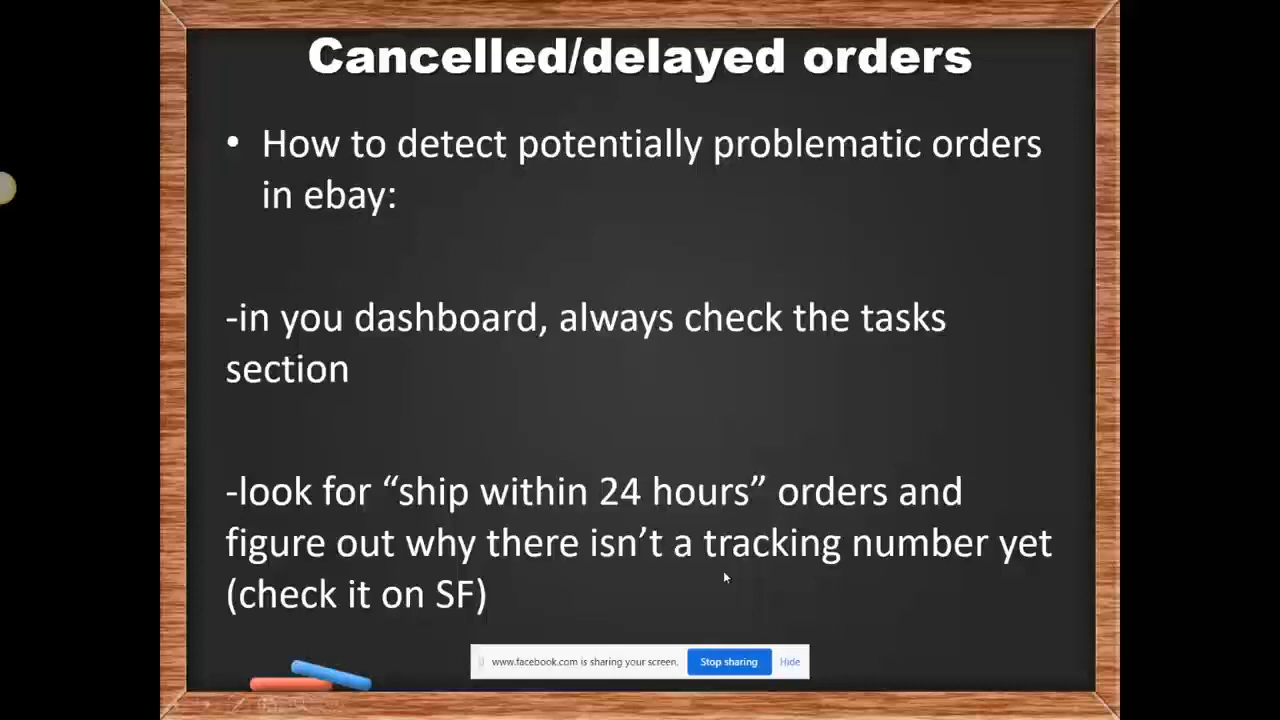 Cancelled/delayed orders
• How to detect potentially problematic orders
in ebay:
-in you dashboard, always check the tasks
section
-look for “ship within 24 hours” orders and
figure out why there isn’t a tracking number yet
(check it on SF)
www.facebook.com is sharing your screen. Stop sharing Hide